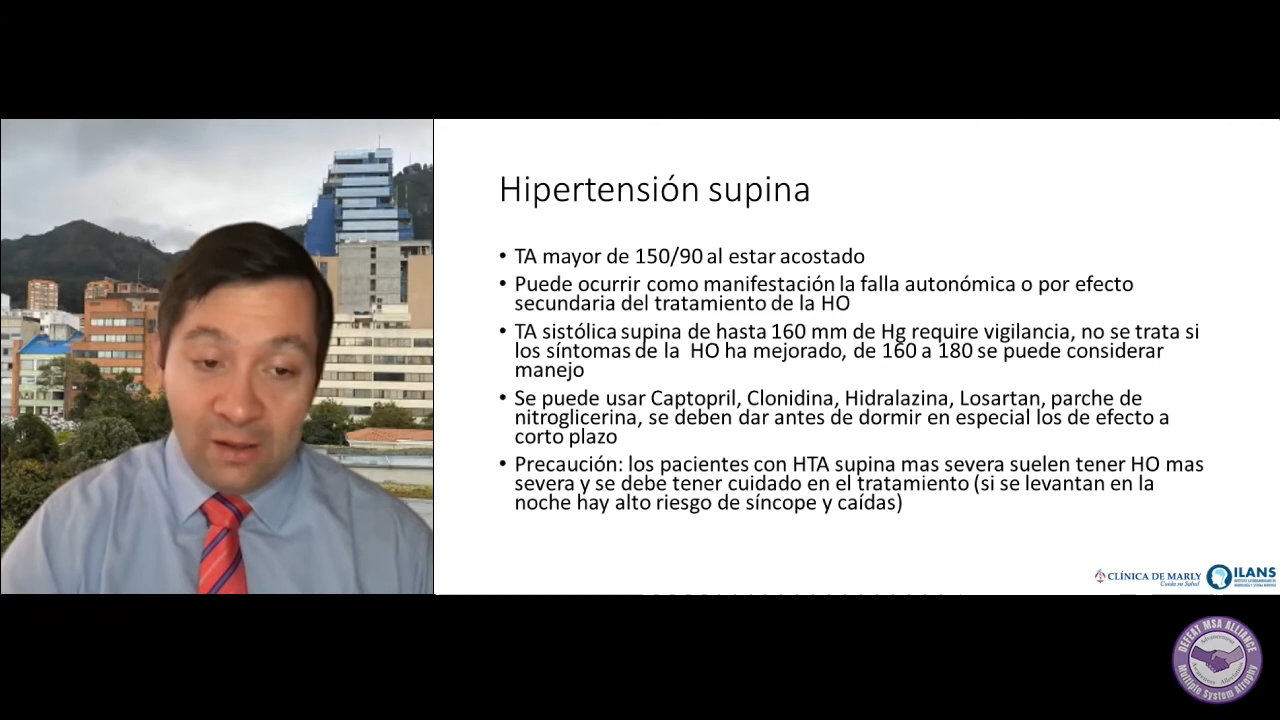 Hipertensión supina
• TA mayor de 150/90 al estar acostado
• Puede ocurrir como manifestación la falla autonómica o por efecto
secundaria del tratamiento de la HO
• TA sistólica supina de hasta 160 mm de Hg require vigilancia, no se trata si
los síntomas de la HO ha mejorado, de 160 a 180 se puede considerar
manejo
• Se puede usar Captopril, Clonidina, Hidralazina, Losartan, parche de
nitroglicerina, se deben dar antes de dormir en especial los de efecto a
corto plazo
• Precaución: los pacientes con HTA supina mas severa suelen tener HO mas
severa y se debe tener cuidado en el tratamiento (si se levantan en la
noche hay alto riesgo de síncope y caídas)
CLÍNICA DE MARLY
Cuida su Salud
ILANS
DEFEAT MSA ALLIANCE
Multiple System Atrophy